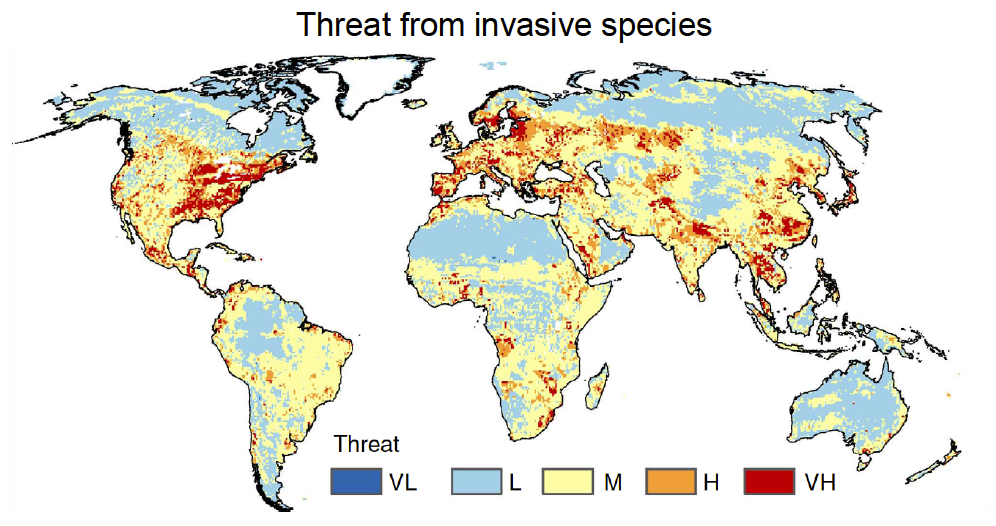 Threat from invasive species
Threat
VL L M H VH